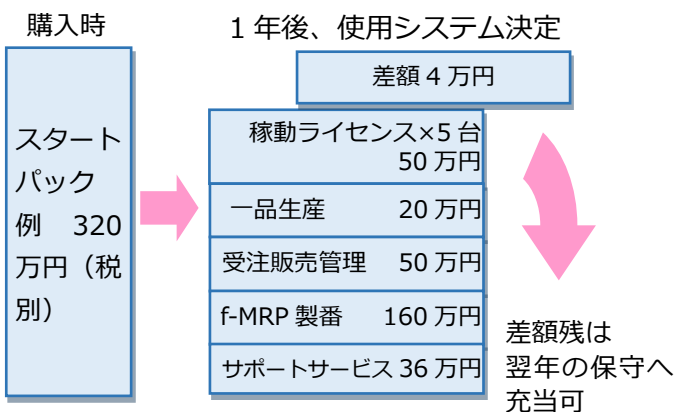 購入時
1 年後、使用システム決定
スタート
パック
例 320
万円（税
別）
差額 4 万円
稼動ライセンス×5 台
50 万円
一品生産 20 万円
受注販売管理 50 万円
f-MRP 製番 160 万円
サポートサービス 36 万円
差額残は
翌年の保守へ
充当可